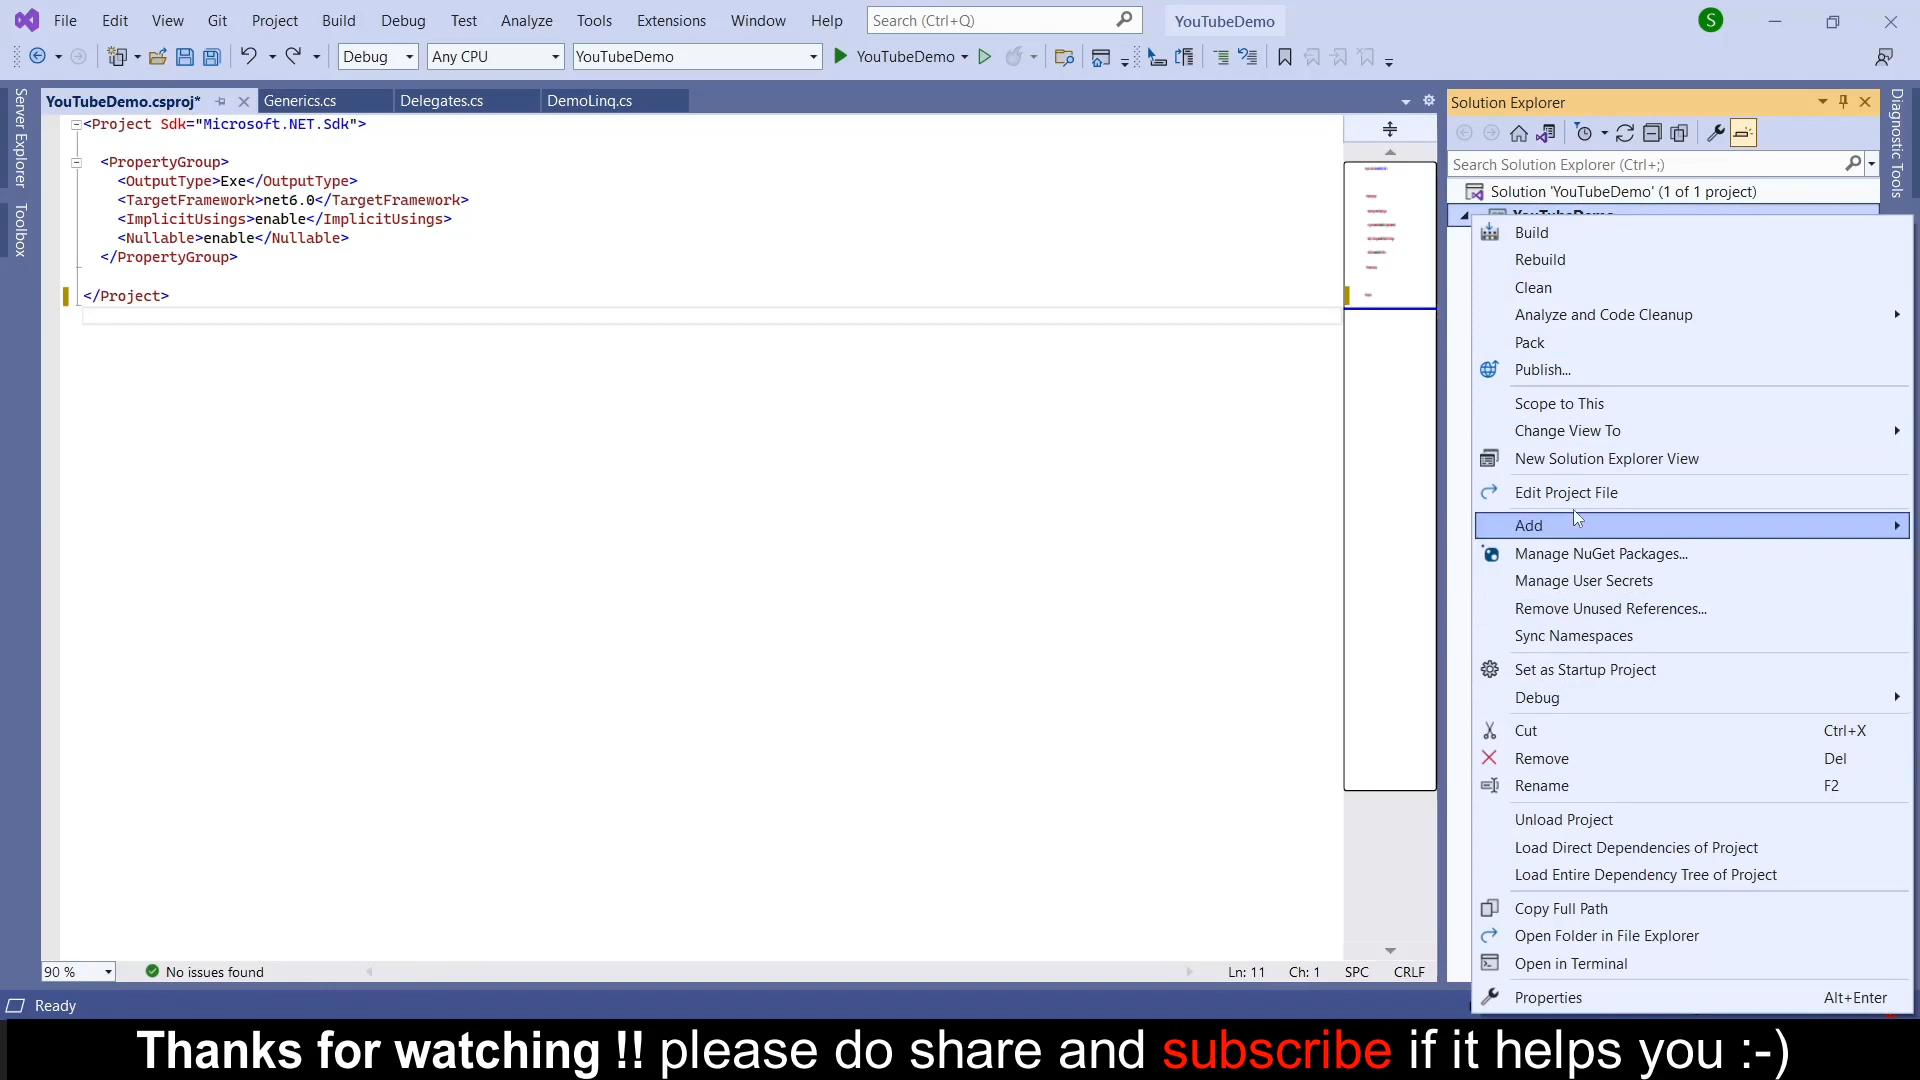 File Edit View Git Project Build Debug Test Analyze Tools Extensions Window Help Search (Ctrl+Q) YouTubeDemo S
Debug Any CPU YouTubeDemo YouTubeDemo
Server Explorer
Toolbox
YouTubeDemo.csproj* Generics.cs Delegates.cs DemoLinq.cs
<Project Sdk="Microsoft.NET.Sdk">
<PropertyGroup>
<OutputType>Exe</OutputType>
<TargetFramework>net6.0</TargetFramework>
<ImplicitUsings>enable</ImplicitUsings>
<Nullable>enable</Nullable>
</PropertyGroup>
</Project>
90 % No issues found Ln: 11 Ch: 1 SPC CRLF
Solution Explorer
Search Solution Explorer (Ctrl+;)
Solution 'YouTubeDemo' (1 of 1 project)
YouTubeDemo
Diagnostic Tools
Build
Rebuild
Clean
Analyze and Code Cleanup
Pack
Publish...
Scope to This
Change View To
New Solution Explorer View
Edit Project File
Add
Manage NuGet Packages...
Manage User Secrets
Remove Unused References...
Sync Namespaces
Set as Startup Project
Debug
Cut Ctrl+X
Remove Del
Rename F2
Unload Project
Load Direct Dependencies of Project
Load Entire Dependency Tree of Project
Copy Full Path
Open Folder in File Explorer
Open in Terminal
Properties Alt+Enter
Ready
Thanks for watching !! please do share and subscribe if it helps you :-)